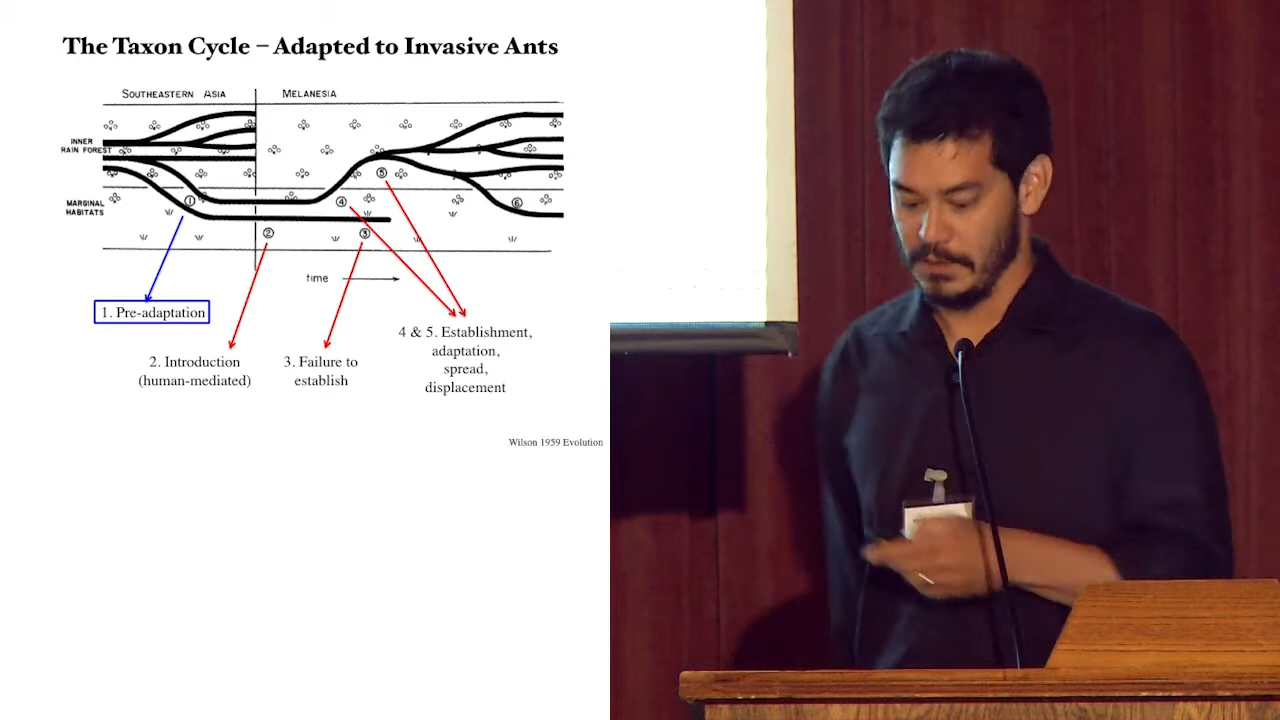 The Taxon Cycle – Adapted to Invasive Ants
SOUTHEASTERN ASIA
MELANESIA
INNER
RAIN FOREST
MARGINAL
HABITATS
1
2
3
4
5
6
time
1. Pre-adaptation
2. Introduction
(human-mediated)
3. Failure to
establish
4 & 5. Establishment,
adaptation,
spread,
displacement
Wilson 1959 Evolution